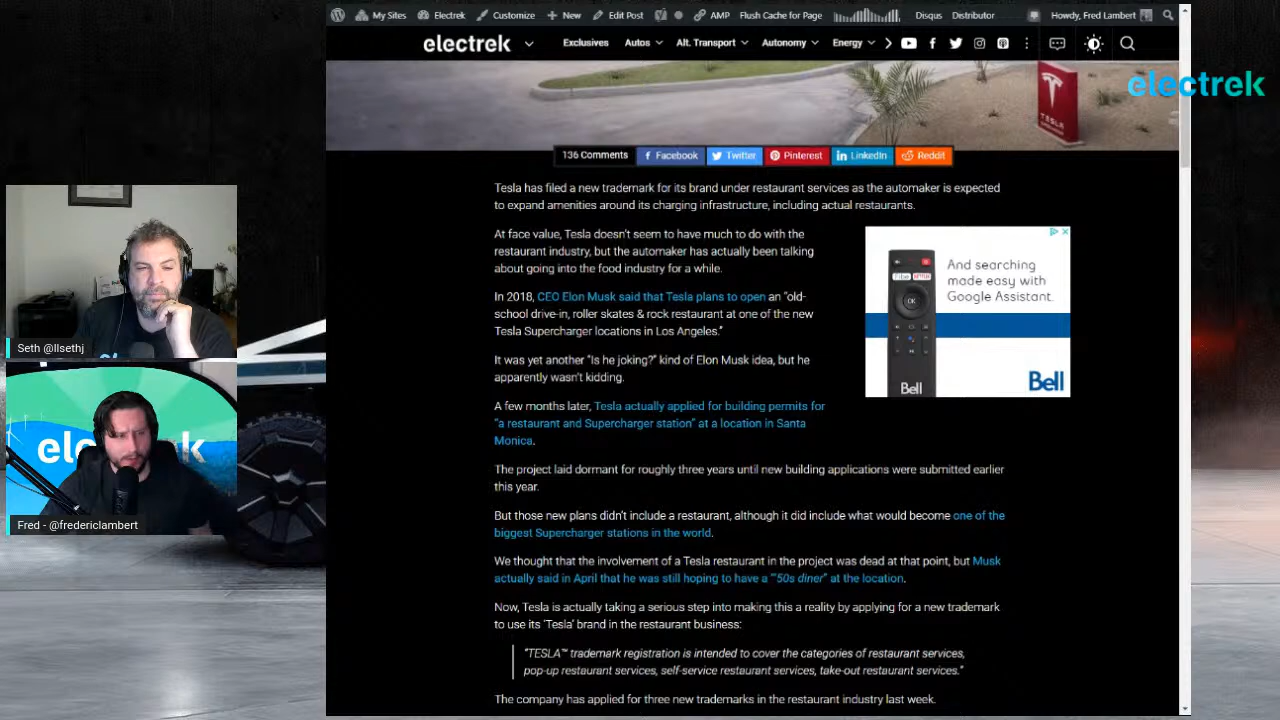 My Sites Electrek Customize New Edit Post AMP Flush Cache for Page Disqus Distributor Howdy, Fred Lambert
electrek Exclusives Autos Alt. Transport Autonomy Energy
electrek
TESLA
136 Comments Facebook Twitter Pinterest LinkedIn Reddit
Tesla has filed a new trademark for its brand under restaurant services as the automaker is expected
to expand amenities around its charging infrastructure, including actual restaurants.
At face value, Tesla doesn't seem to have much to do with the
restaurant industry, but the automaker has actually been talking
about going into the food industry for a while.
In 2018, CEO Elon Musk said that Tesla plans to open an "old-
school drive-in, roller skates & rock restaurant at one of the new
Tesla Supercharger locations in Los Angeles."
It was yet another "Is he joking?" kind of Elon Musk idea, but he
apparently wasn't kidding.
A few months later, Tesla actually applied for building permits for
"a restaurant and Supercharger station" at a location in Santa
Monica.
And searching
made easy with
Google Assistant.
OK
Bell
Bell
The project laid dormant for roughly three years until new building applications were submitted earlier
this year.
But those new plans didn't include a restaurant, although it did include what would become one of the
biggest Supercharger stations in the world.
We thought that the involvement of a Tesla restaurant in the project was dead at that point, but Musk
actually said in April that he was still hoping to have a "'50s diner" at the location.
Now, Tesla is actually taking a serious step into making this a reality by applying for a new trademark
to use its 'Tesla' brand in the restaurant business:
"TESLA™ trademark registration is intended to cover the categories of restaurant services,
pop-up restaurant services, self-service restaurant services, take-out restaurant services."
The company has applied for three new trademarks in the restaurant industry last week.
Seth @llsethj
Fred - @fredericlambert